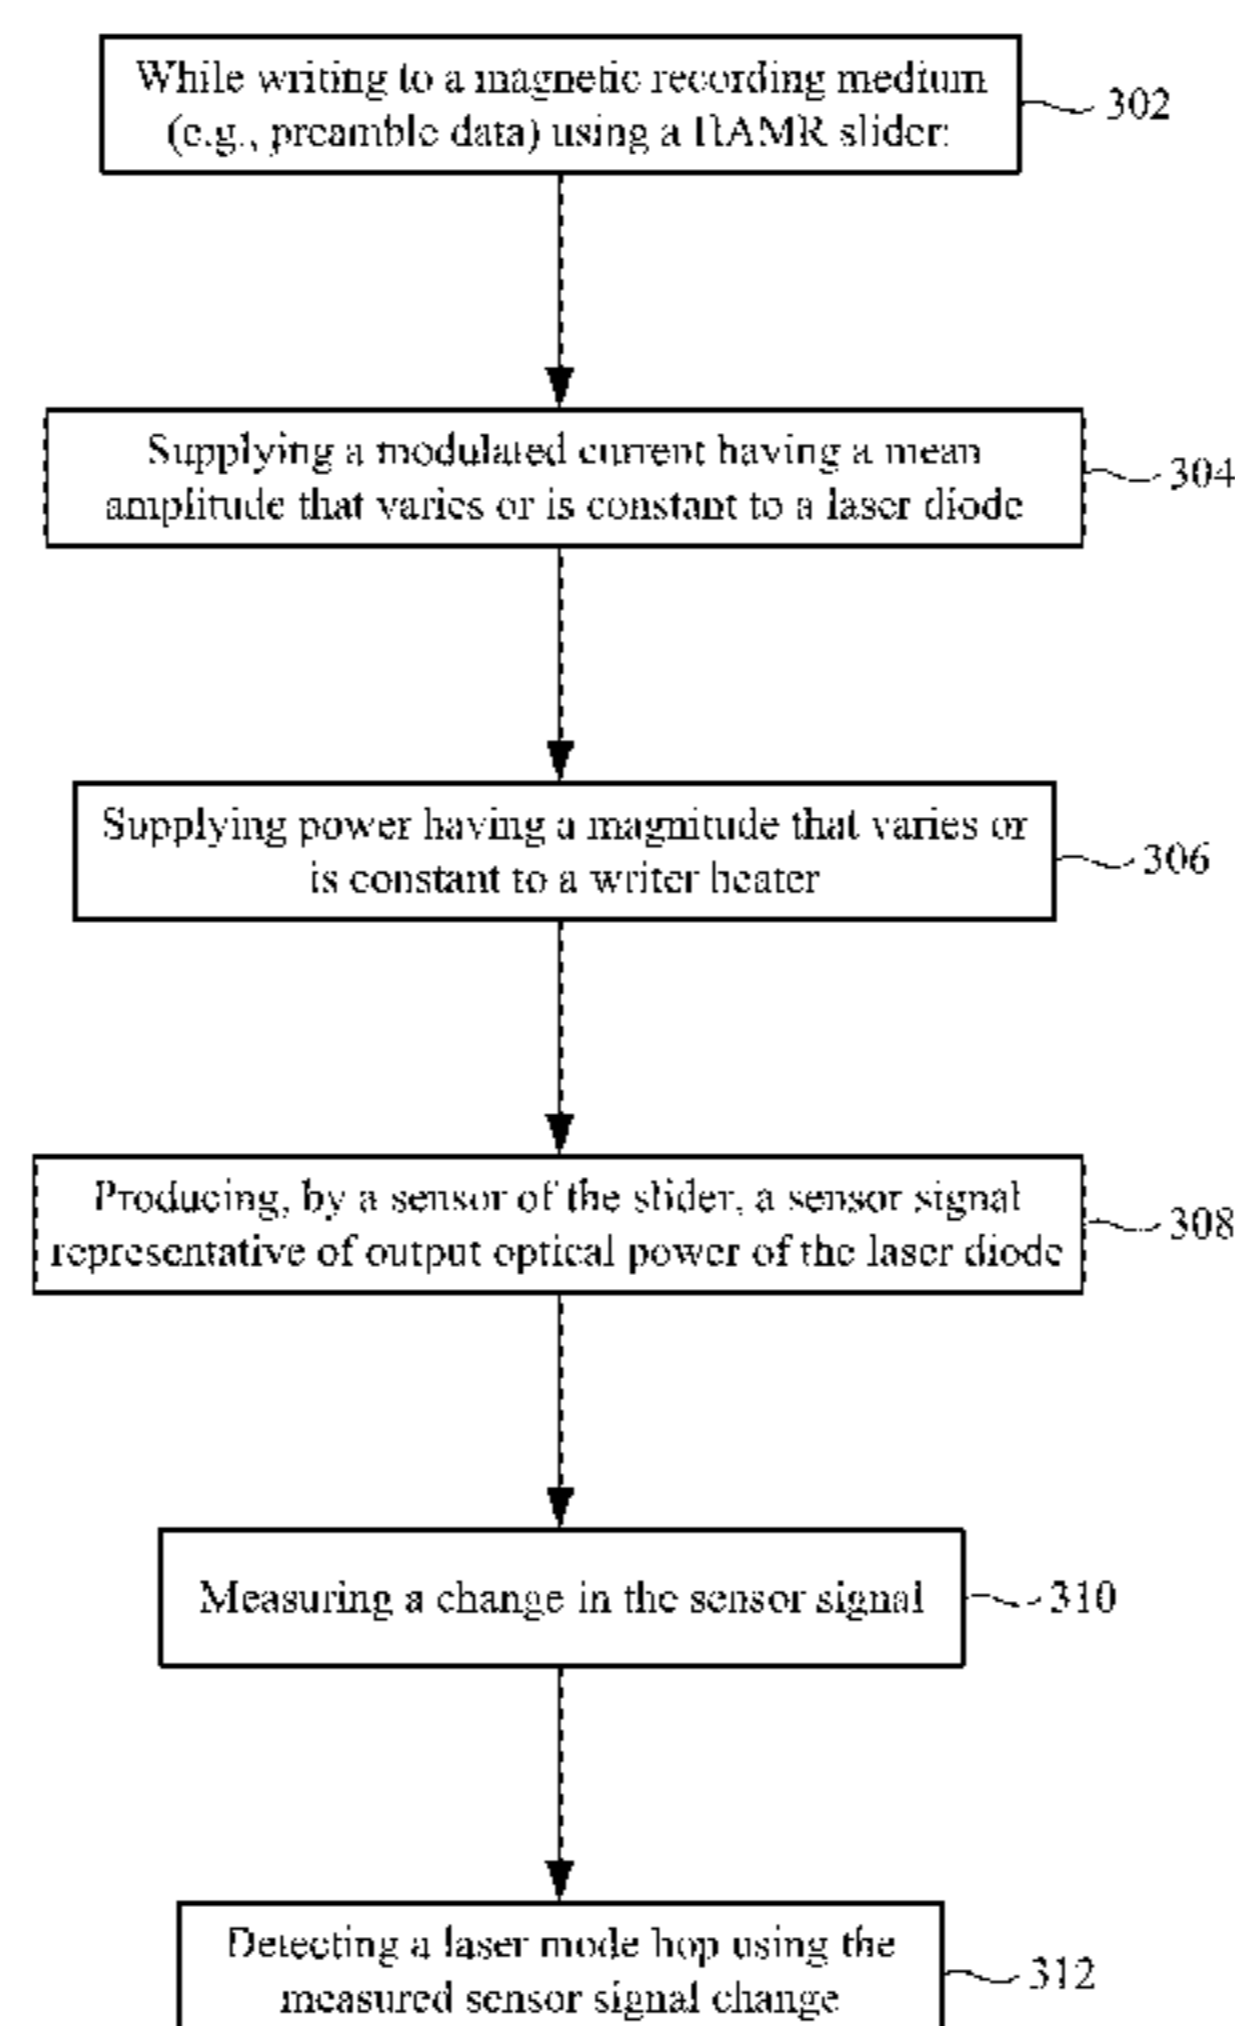 While writing to a magnetic recording medium
(e.g., preamble data) using a HAMR slider:
302
Supplying a modulated current having a mean
amplitude that varies or is constant to a laser diode
304
Supplying power having a magnitude that varies or
is constant to a writer heater
306
Producing, by a sensor of the slider, a sensor signal
representative of output optical power of the laser diode
308
Measuring a change in the sensor signal
310
Detecting a laser mode hop using the
measured sensor signal change
312